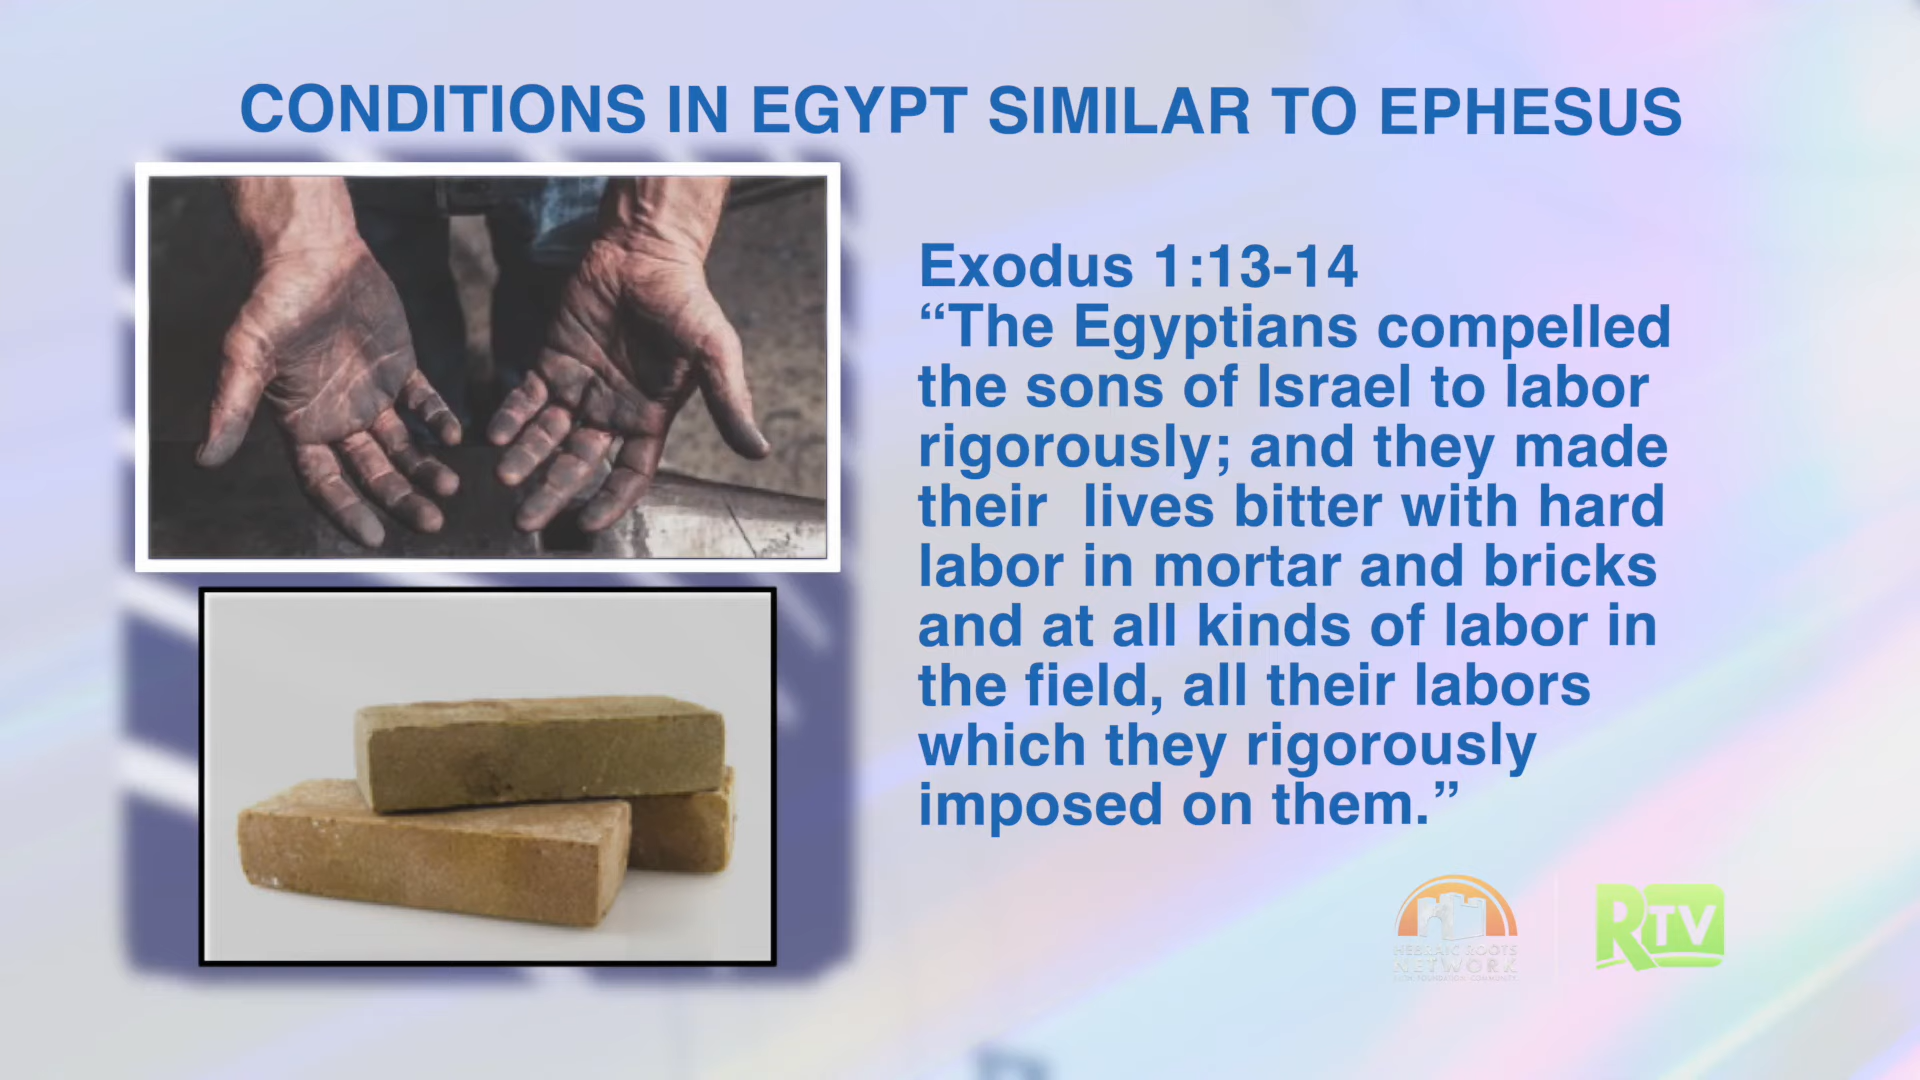 CONDITIONS IN EGYPT SIMILAR TO EPHESUS
Exodus 1:13-14
“The Egyptians compelled
the sons of Israel to labor
rigorously; and they made
their  lives bitter with hard
labor in mortar and bricks
and at all kinds of labor in
the field, all their labors
which they rigorously
imposed on them.”
HEBRAIC ROOTS
NETWORK
RTV